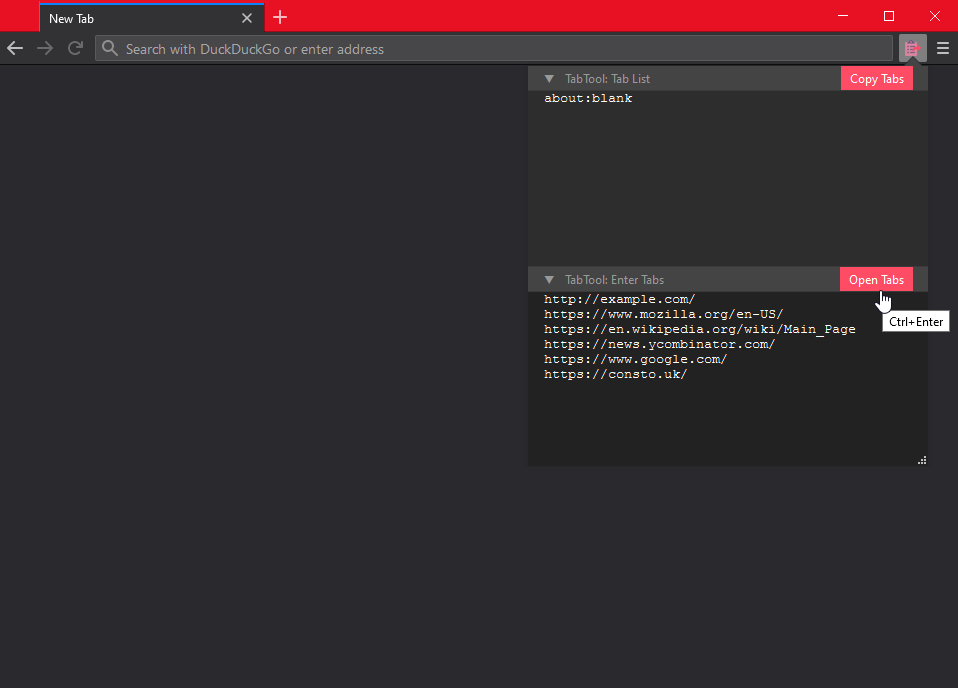 New Tab
Search with DuckDuckGo or enter address
TabTool: Tab List
Copy Tabs
about:blank
TabTool: Enter Tabs
Open Tabs
http://example.com/
https://www.mozilla.org/en-US/
Ctrl+Enter
https://en.wikipedia.org/wiki/Main_Page
https://news.ycombinator.com/
https://www.google.com/
https://consto.uk/